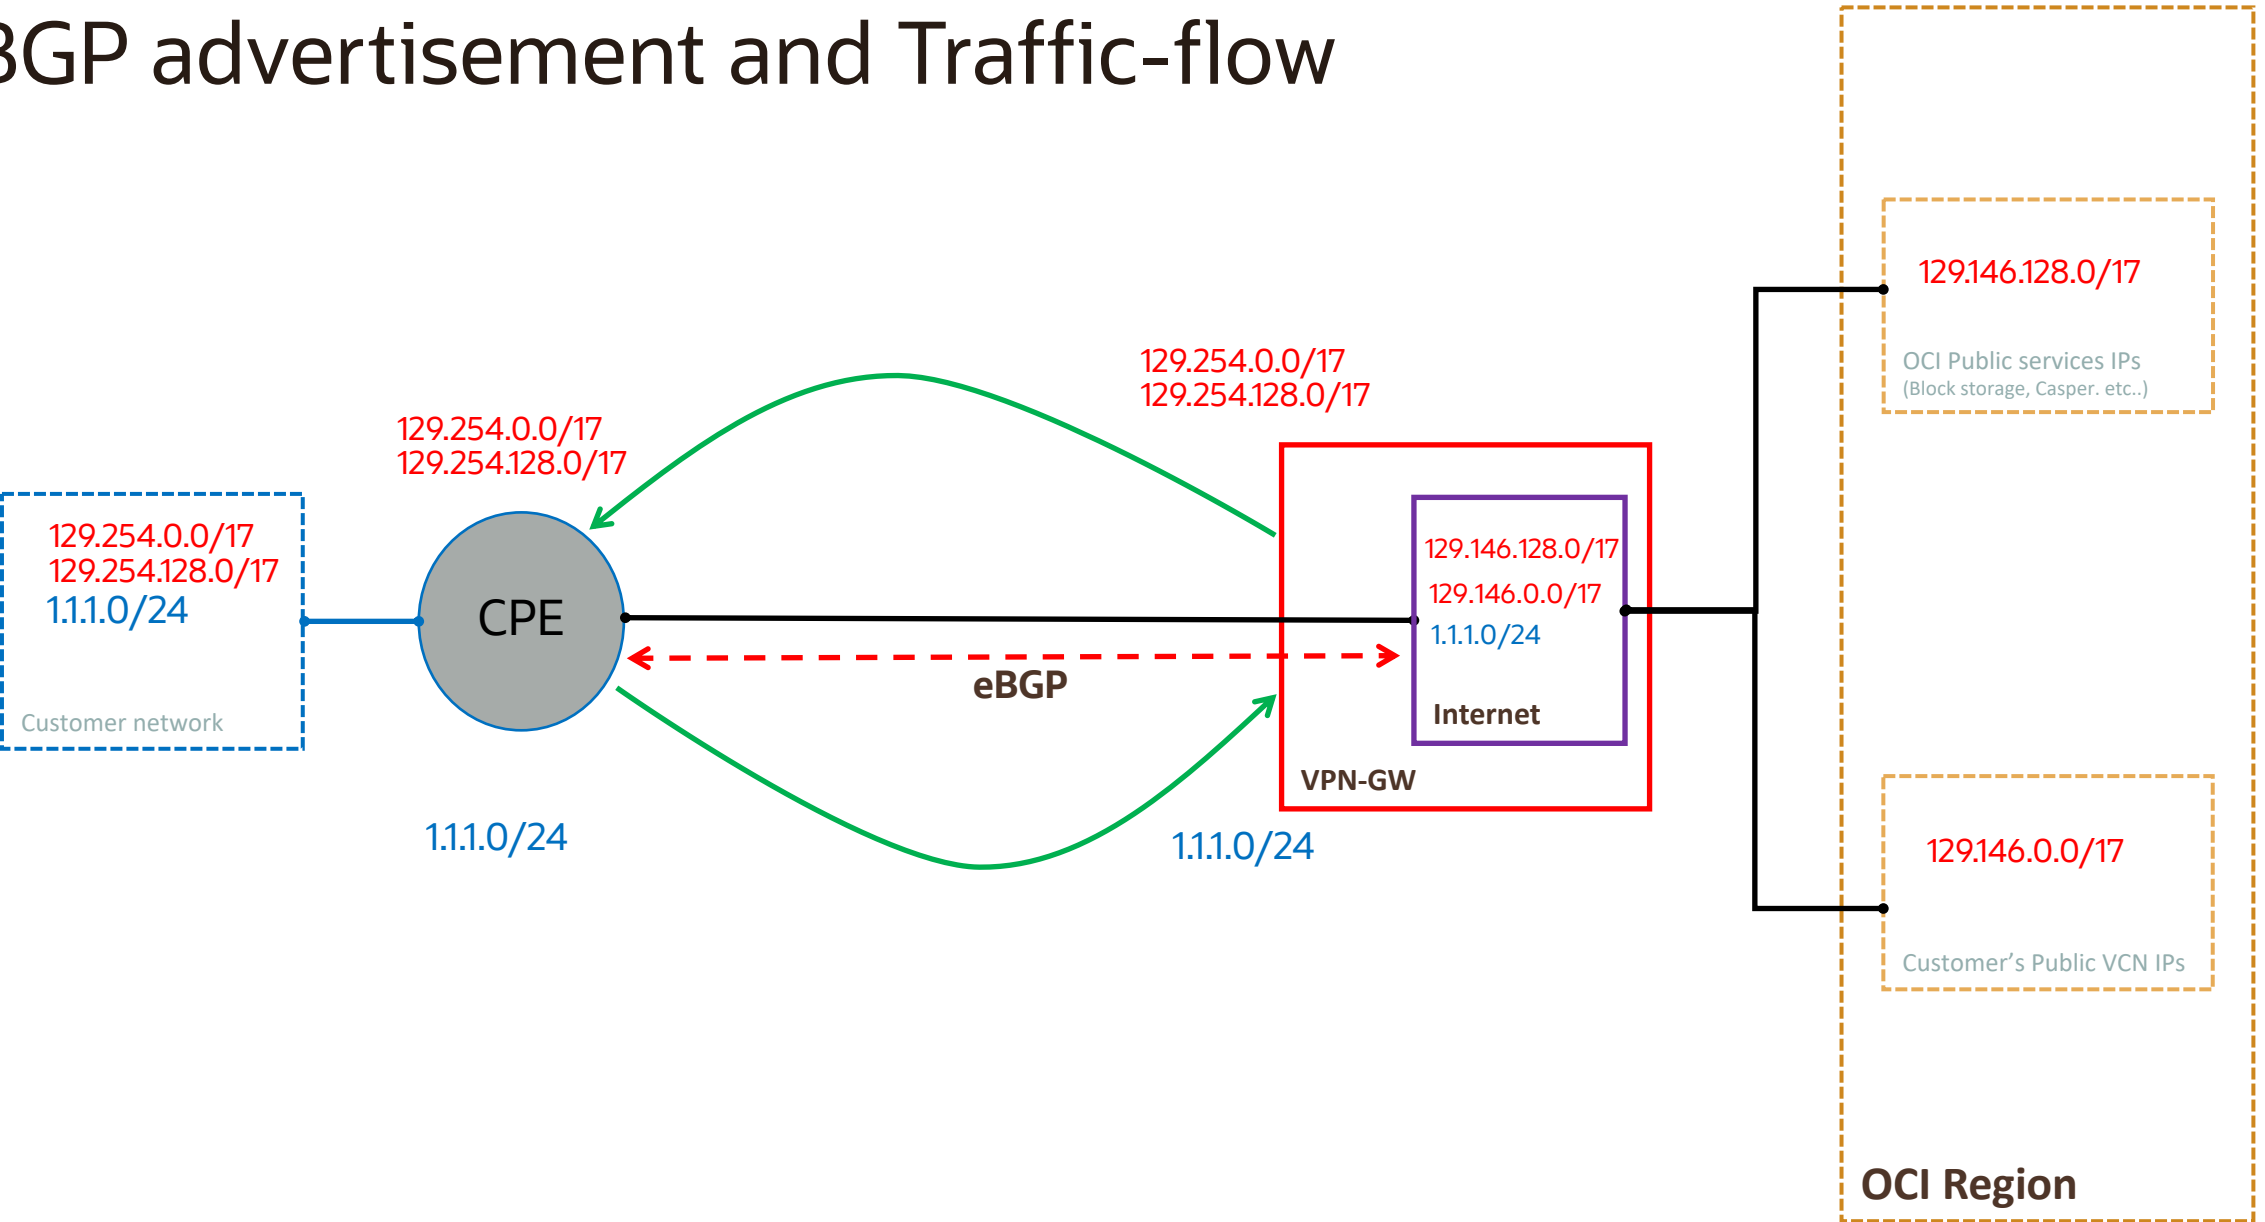 BGP advertisement and Traffic-flow
129.146.128.0/17
OCI Public services IPs
(Block storage, Casper. etc..)
129.254.0.0/17
129.254.128.0/17
129.254.0.0/17
129.254.128.0/17
129.254.0.0/17
129.254.128.0/17
1.1.1.0/24
Customer network
CPE
eBGP
129.146.128.0/17
129.146.0.0/17
1.1.1.0/24
Internet
VPN-GW
1.1.1.0/24
1.1.1.0/24
129.146.0.0/17
Customer’s Public VCN IPs
OCI Region